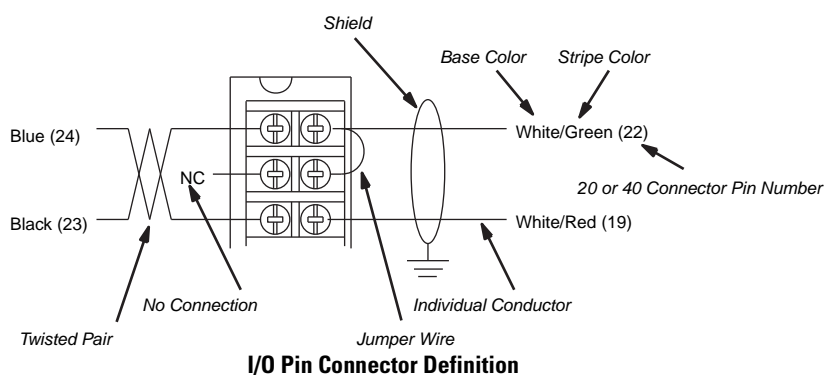 Shield
Base Color Stripe Color
Blue (24)
White/Green (22)
NC
20 or 40 Connector Pin Number
Black (23)
White/Red (19)
No Connection
Individual Conductor
Twisted Pair
Jumper Wire
I/O Pin Connector Definition